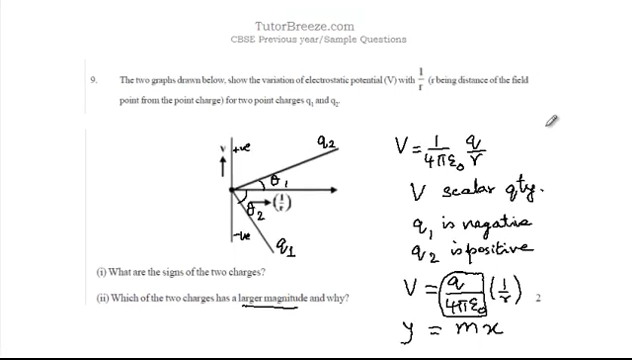 TutorBreeze.com
CBSE Previous year/Sample Questions
9. The two graphs drawn below, show the variation of electrostatic potential (V) with 1/r (r being distance of the field
point from the point charge) for two point charges q₁ and q₂.
V +ve
q2
θ1
θ2
(1/r)
-ve
q1
V = 1/4πε₀ q/r
V scalar qty.
q₁ is negative
q₂ is positive
V = q/4πε₀ (1/r)
y = mx
(i) What are the signs of the two charges?
(ii) Which of the two charges has a larger magnitude and why? 2